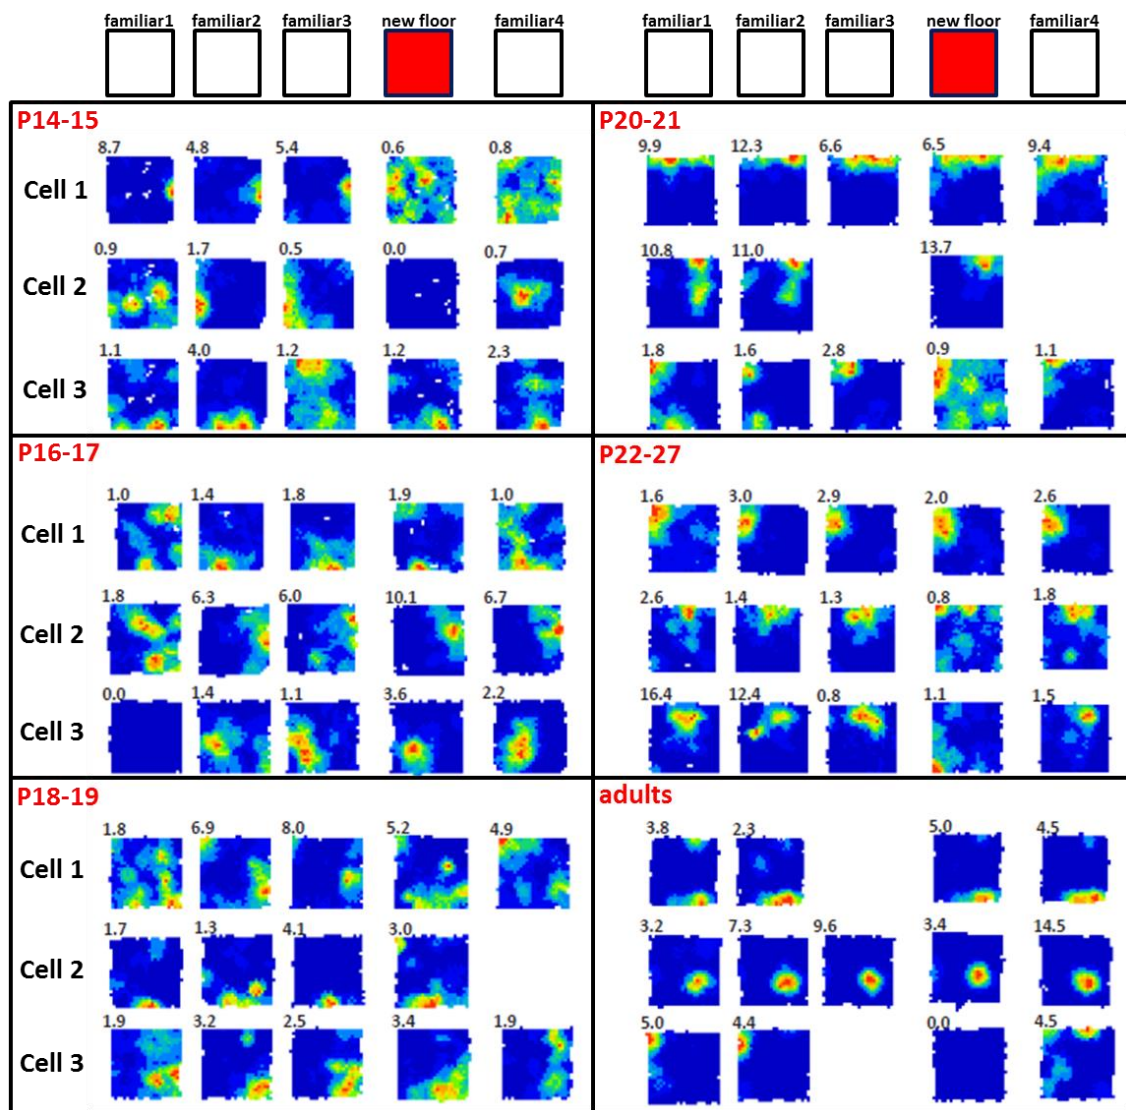 familiar1 familiar2 familiar3 new floor familiar4 familiar1 familiar2 familiar3 new floor familiar4
P14-15
8.7 4.8 5.4 0.6 0.8
Cell 1
0.9 1.7 0.5 0.0 0.7
Cell 2
1.1 4.0 1.2 1.2 2.3
Cell 3
P20-21
9.9 12.3 6.6 6.5 9.4
10.8 11.0 13.7
1.8 1.6 2.8 0.9 1.1
P16-17
1.0 1.4 1.8 1.9 1.0
Cell 1
1.8 6.3 6.0 10.1 6.7
Cell 2
0.0 1.4 1.1 3.6 2.2
Cell 3
P22-27
1.6 3.0 2.9 2.0 2.6
2.6 1.4 1.3 0.8 1.8
16.4 12.4 0.8 1.1 1.5
P18-19
1.8 6.9 8.0 5.2 4.9
Cell 1
1.7 1.3 4.1 3.0
Cell 2
1.9 3.2 2.5 3.4 1.9
Cell 3
adults
3.8 2.3 5.0 4.5
3.2 7.3 9.6 3.4 14.5
5.0 4.4 0.0 4.5